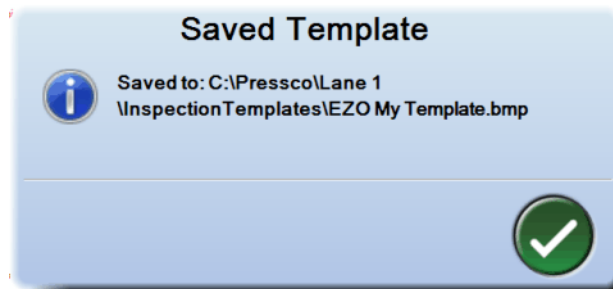 Saved Template
Saved to: C:\Pressco\Lane 1
\InspectionTemplates\EZO My Template.bmp